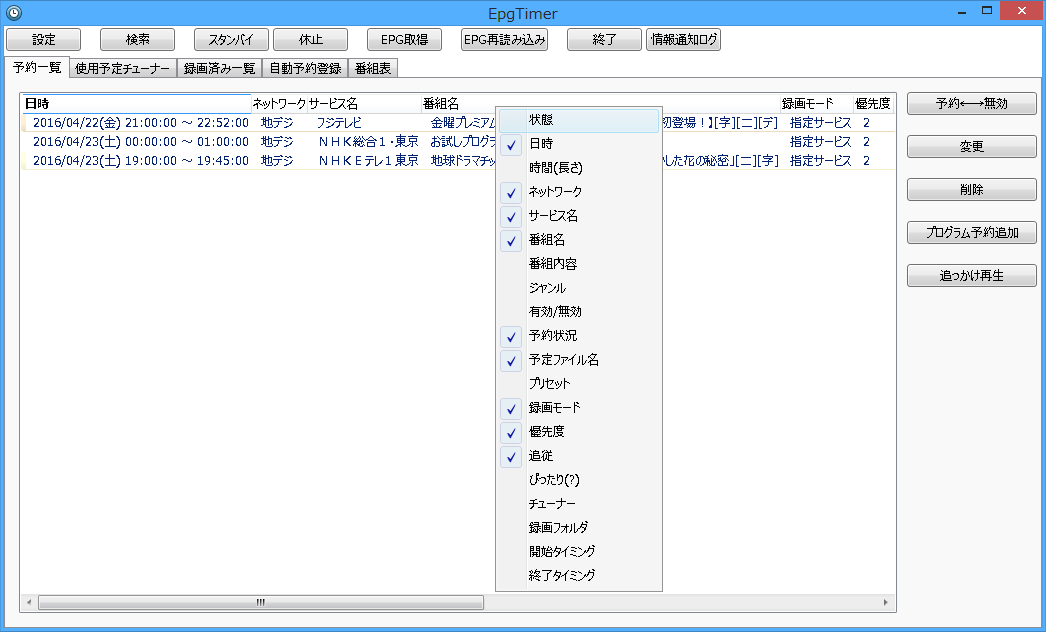 EpgTimer
設定 検索 スタンバイ 休止 EPG取得 EPG再読み込み 終了 情報通知ログ
予約一覧 使用予定チューナー 録画済み一覧 自動予約登録 番組表
日時 ネットワーク サービス名 番組名 録画モード 優先度
2016/04/22(金) 21:00:00 ～ 22:52:00 地デジ フジテレビ 金曜プレミアム 初登場！】[字][二][デ] 指定サービス 2
2016/04/23(土) 00:00:00 ～ 01:00:00 地デジ ＮＨＫ総合１・東京 お試しプログラ 指定サービス 2
2016/04/23(土) 19:00:00 ～ 19:45:00 地デジ ＮＨＫＥテレ１東京 地球ドラマチッ した花の秘密」[二][字] 指定サービス 2
状態
日時
時間(長さ)
ネットワーク
サービス名
番組名
番組内容
ジャンル
有効/無効
予約状況
予定ファイル名
プリセット
録画モード
優先度
追従
ぴったり(?)
チューナー
録画フォルダ
開始タイミング
終了タイミング
予約←→無効
変更
削除
プログラム予約追加
追っかけ再生